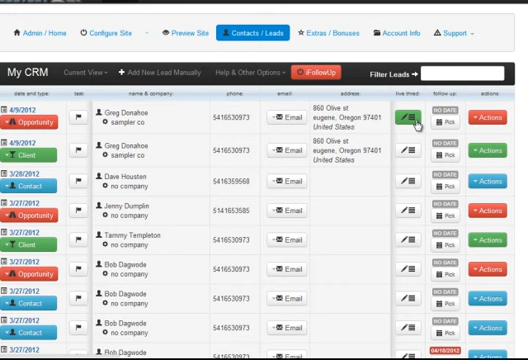 Admin / Home Configure Site Preview Site Contacts / Leads Extras / Bonuses Account Info Support
My CRM Current View Add New Lead Manually Help & Other Options iFollowUp Filter Leads
date and type: task: name & company: phone: email: address: live thred: follow up: actions
4/9/2012 Opportunity Greg Donahoe 5416530973 Email 860 Olive st NO DATE Actions
sampler co eugene, Oregon 97401 Pick
United States
4/9/2012 Client Greg Donahoe 5416530973 Email 860 Olive st NO DATE Actions
sampler co eugene, Oregon 97401 Pick
United States
3/28/2012 Dave Housten NO DATE
Contact no company 5416359568 Email Pick Actions
3/27/2012 Jenny Dumplin NO DATE
Opportunity no company 5141653585 Email Pick Actions
3/27/2012 Tammy Templeton NO DATE
Client no company 5416530973 Email Pick Actions
3/27/2012 Bob Dagwode NO DATE
Opportunity no company 5416530973 Email Pick Actions
3/27/2012 Bob Dagwode NO DATE
Contact no company 5416530973 Email Pick Actions
3/27/2012 Bob Dagwode NO DATE
Contact no company 5416530973 Email Pick Actions
3/27/2012 Bob Dagwode 5416530973 Email 04/18/2012 Actions